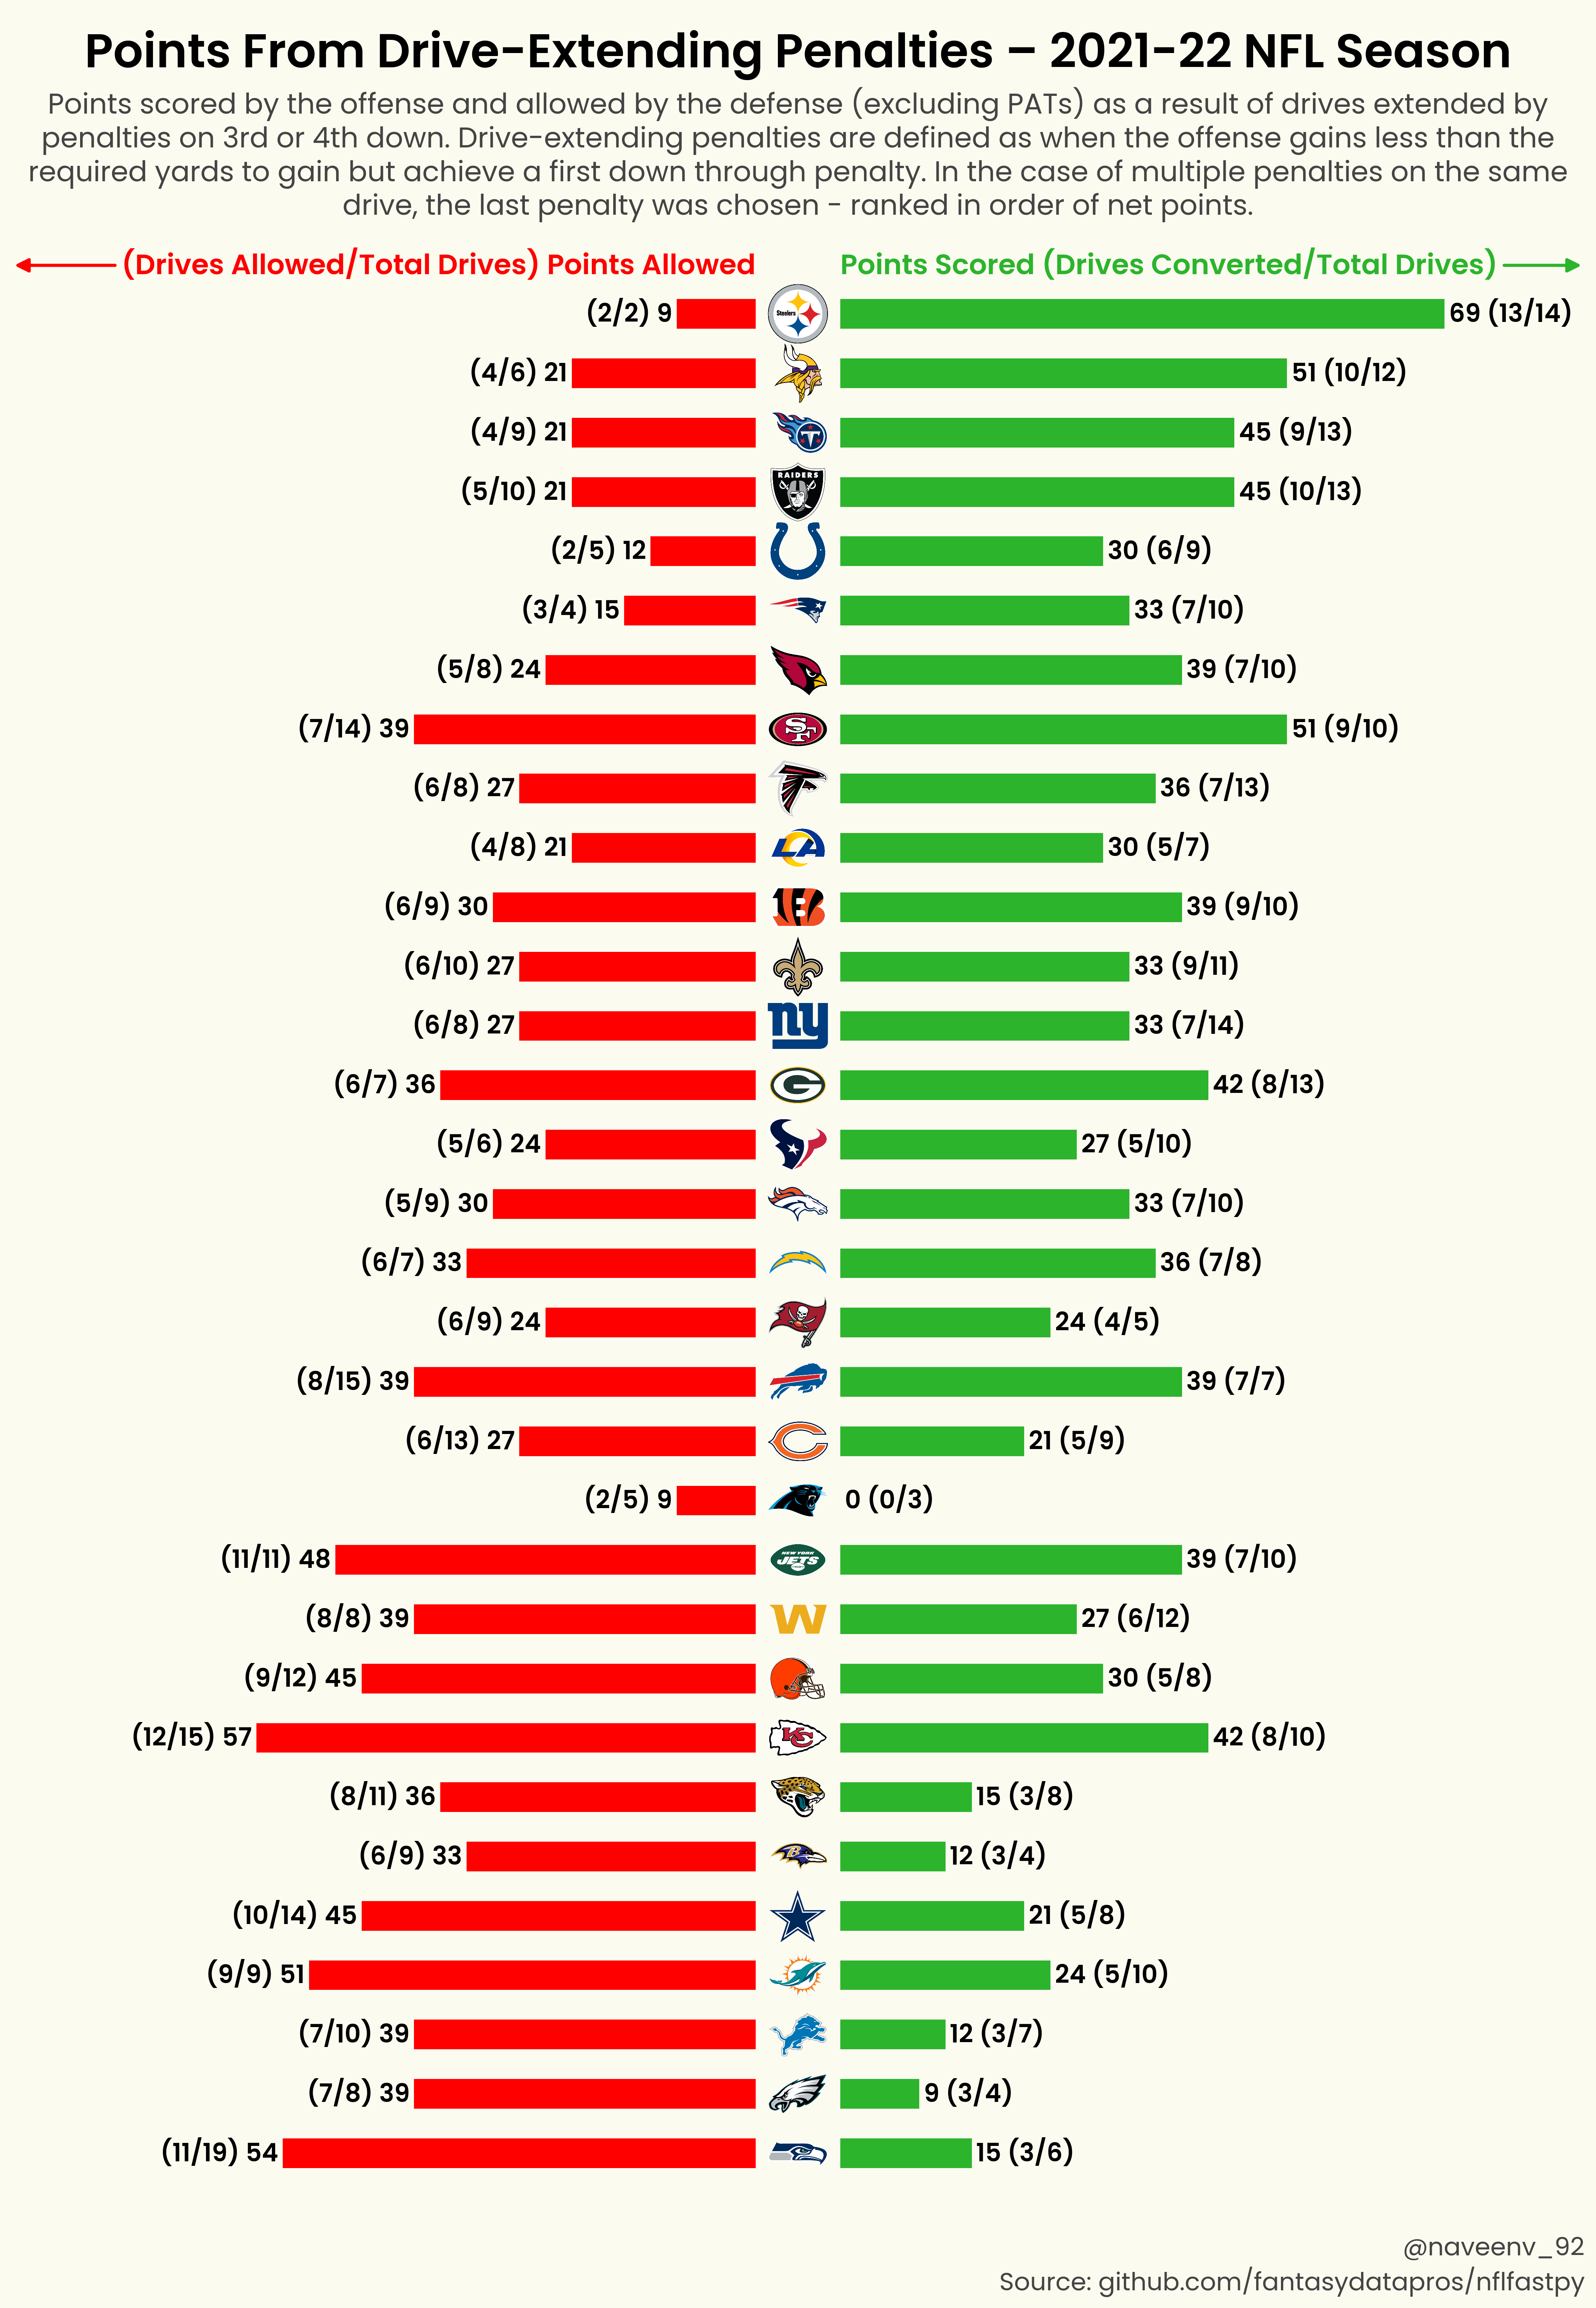 Points From Drive-Extending Penalties – 2021-22 NFL Season
Points scored by the offense and allowed by the defense (excluding PATs) as a result of drives extended by
penalties on 3rd or 4th down. Drive-extending penalties are defined as when the offense gains less than the
required yards to gain but achieve a first down through penalty. In the case of multiple penalties on the same
drive, the last penalty was chosen - ranked in order of net points.
(Drives Allowed/Total Drives) Points Allowed Points Scored (Drives Converted/Total Drives)
(2/2) 9 Steelers 69 (13/14)
(4/6) 21 51 (10/12)
(4/9) 21 T 45 (9/13)
(5/10) 21 RAIDERS 45 (10/13)
(2/5) 12 30 (6/9)
(3/4) 15 33 (7/10)
(5/8) 24 39 (7/10)
(7/14) 39 SF 51 (9/10)
(6/8) 27 36 (7/13)
(4/8) 21 LA 30 (5/7)
(6/9) 30 B 39 (9/10)
(6/10) 27 33 (9/11)
(6/8) 27 ny 33 (7/14)
(6/7) 36 G 42 (8/13)
(5/6) 24 27 (5/10)
(5/9) 30 33 (7/10)
(6/7) 33 36 (7/8)
(6/9) 24 24 (4/5)
(8/15) 39 39 (7/7)
(6/13) 27 C 21 (5/9)
(2/5) 9 0 (0/3)
(11/11) 48 NEW YORK JETS 39 (7/10)
(8/8) 39 W 27 (6/12)
(9/12) 45 30 (5/8)
(12/15) 57 KC 42 (8/10)
(8/11) 36 15 (3/8)
(6/9) 33 B 12 (3/4)
(10/14) 45 21 (5/8)
(9/9) 51 24 (5/10)
(7/10) 39 12 (3/7)
(7/8) 39 9 (3/4)
(11/19) 54 15 (3/6)
@naveenv_92
Source: github.com/fantasydatapros/nflfastpy